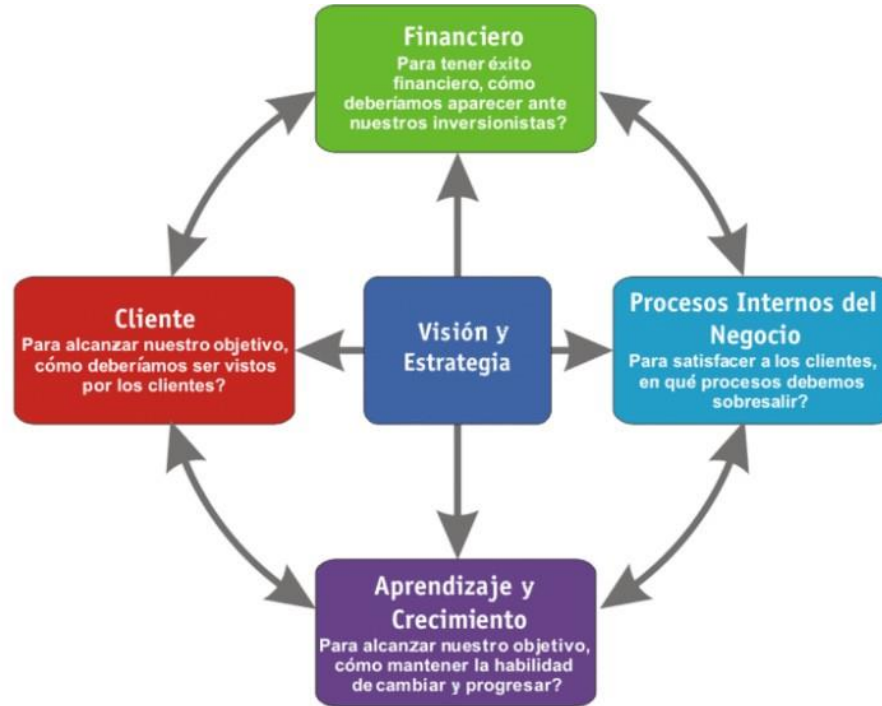 Financiero
Para tener éxito
financiero, cómo
deberíamos aparecer ante
nuestros inversionistas?
Cliente
Para alcanzar nuestro objetivo,
cómo deberíamos ser vistos
por los clientes?
Visión y
Estrategia
Procesos Internos del
Negocio
Para satisfacer a los clientes,
en qué procesos debemos
sobresalir?
Aprendizaje y
Crecimiento
Para alcanzar nuestro objetivo,
cómo mantener la habilidad
de cambiar y progresar?